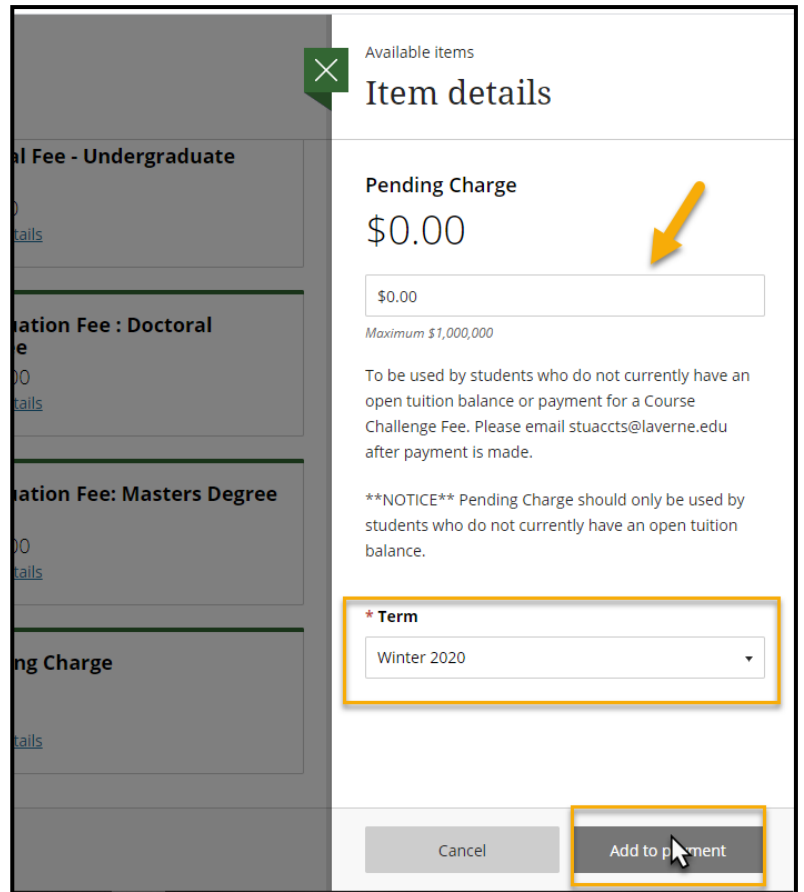 Available items
Item details
al Fee - Undergraduate
tails
uation Fee : Doctoral
e
00
tails
uation Fee: Masters Degree
00
tails
ng Charge
tails
Pending Charge
$0.00
$0.00
Maximum $1,000,000
To be used by students who do not currently have an
open tuition balance or payment for a Course
Challenge Fee. Please email stuaccts@laverne.edu
after payment is made.
**NOTICE** Pending Charge should only be used by
students who do not currently have an open tuition
balance.
* Term
Winter 2020
Cancel
Add to payment